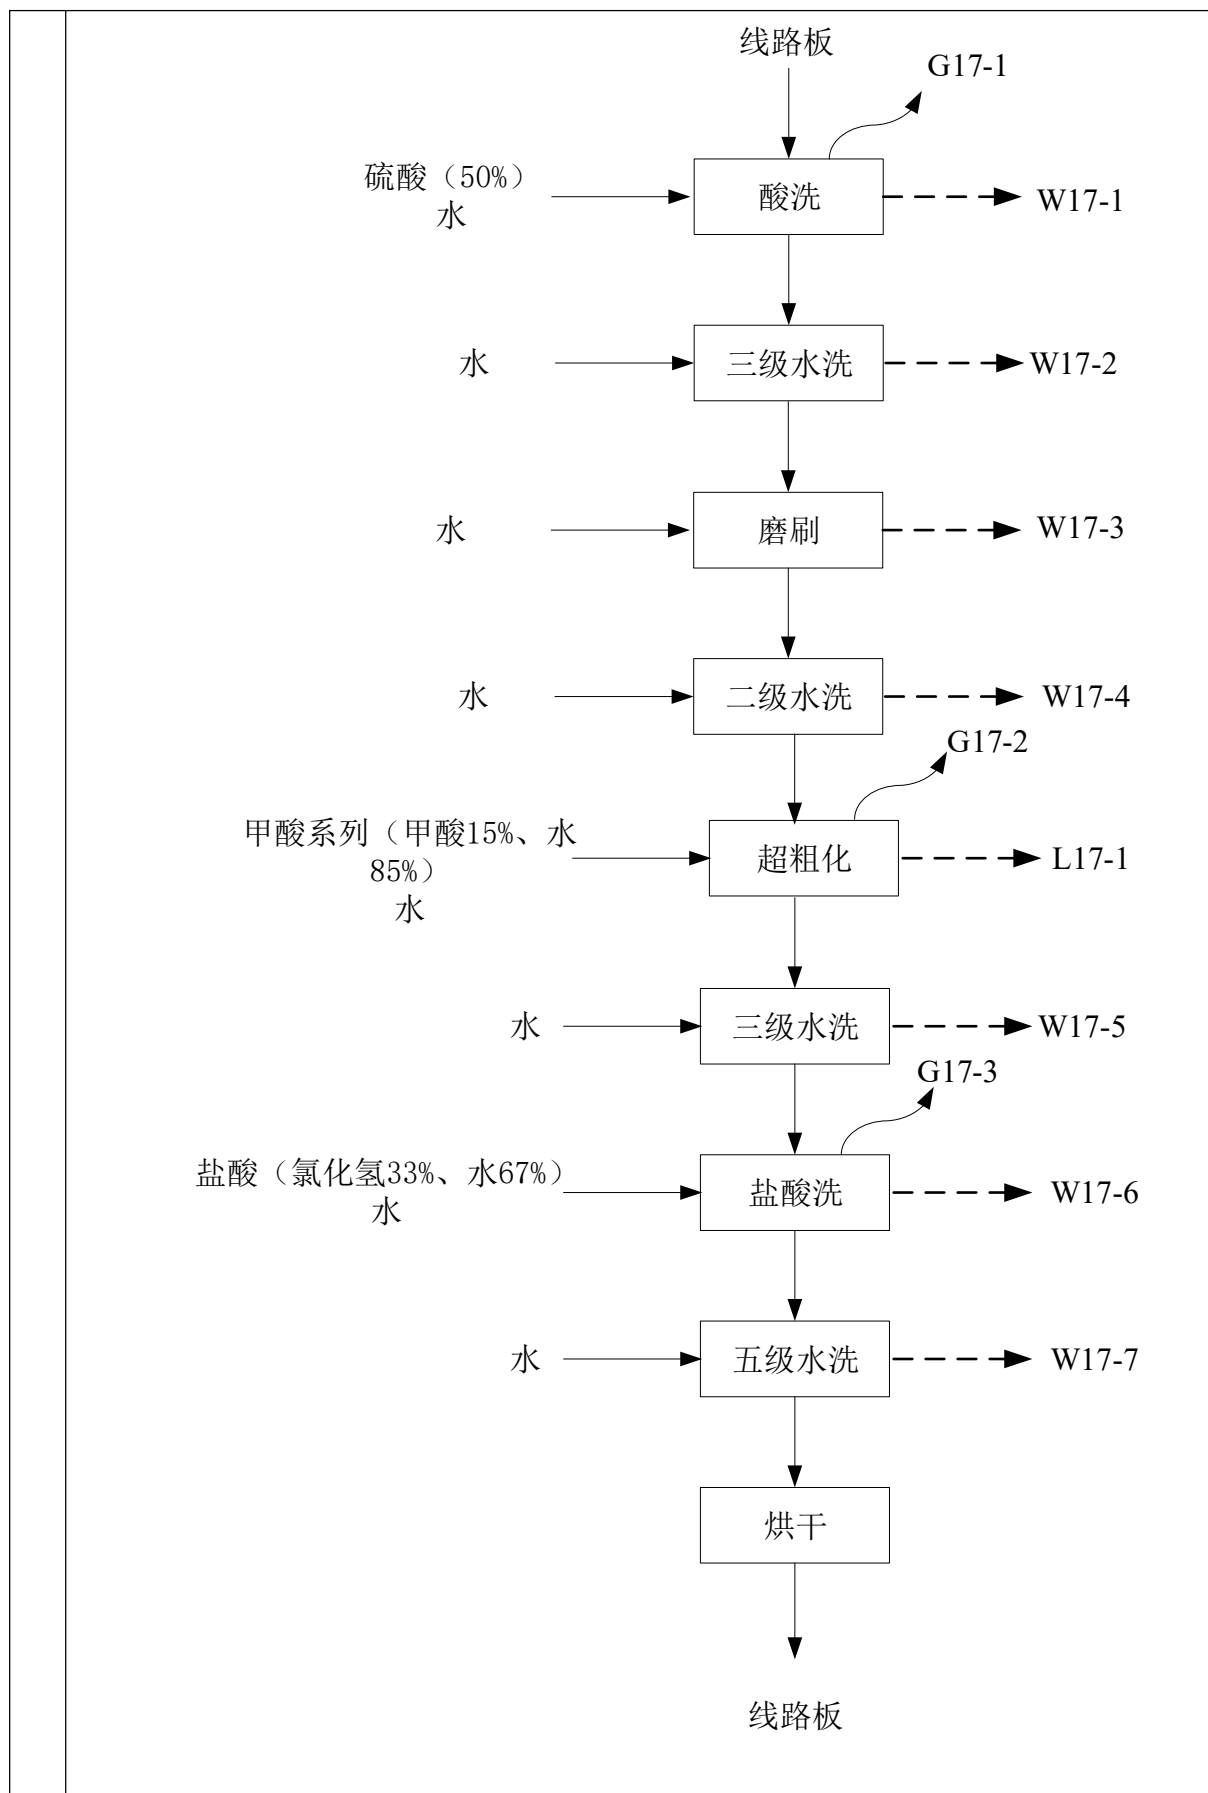 线路板
G17-1
硫酸（50%）
水
酸洗
W17-1
水
三级水洗
W17-2
水
磨刷
W17-3
水
二级水洗
W17-4
G17-2
甲酸系列（甲酸15%、水
85%）
水
超粗化
L17-1
水
三级水洗
W17-5
G17-3
盐酸（氯化氢33%、水67%）
水
盐酸洗
W17-6
水
五级水洗
W17-7
烘干
线路板